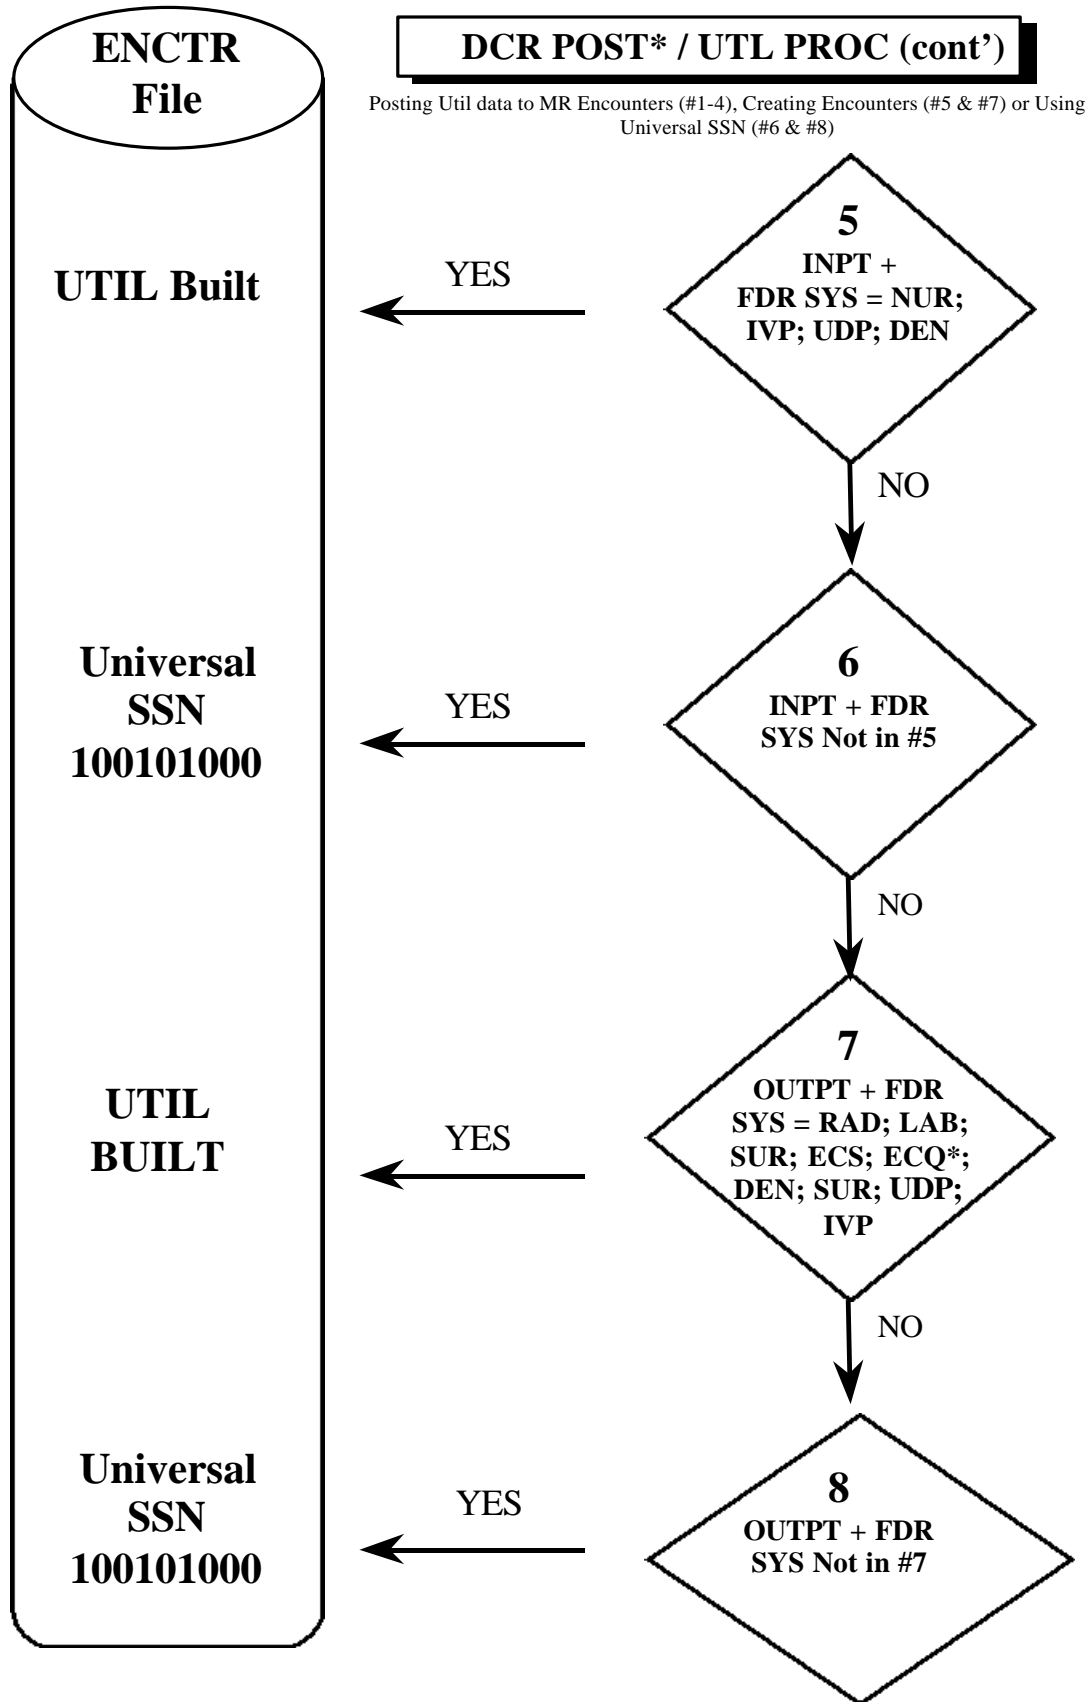 ENCTR
File
DCR POST* / UTL PROC (cont')
Posting Util data to MR Encounters (#1-4), Creating Encounters (#5 & #7) or Using
Universal SSN (#6 & #8)
UTIL Built
YES
5
INPT +
FDR SYS = NUR;
IVP; UDP; DEN
NO
Universal
SSN
100101000
YES
6
INPT + FDR
SYS Not in #5
NO
UTIL
BUILT
YES
7
OUTPT + FDR
SYS = RAD; LAB;
SUR; ECS; ECQ*;
DEN; SUR; UDP;
IVP
NO
Universal
SSN
100101000
YES
8
OUTPT + FDR
SYS Not in #7